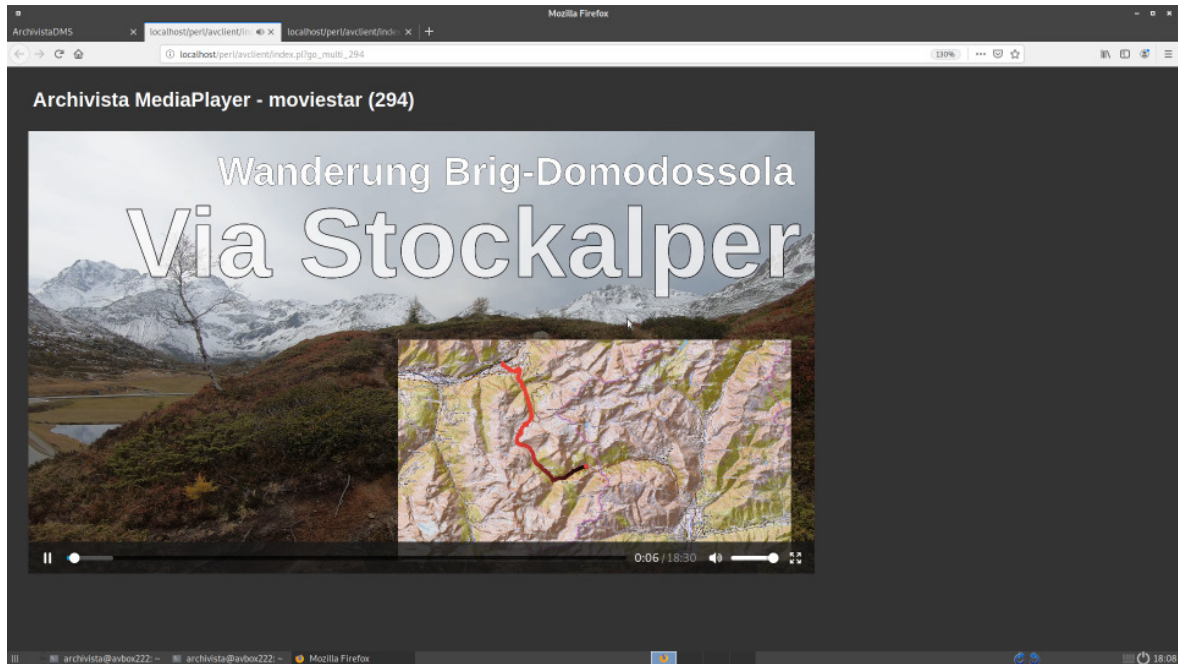 Mozilla Firefox
ArchivistaDMS
localhost/perl/avclient/in
localhost/perl/avclient/index
localhost/perl/avclient/index.pl?go_multi_294
130%
Archivista MediaPlayer - moviestar (294)
Wanderung Brig-Domodossola
Via Stockalper
0:06 / 18:30
archivista@avbox222: ~
archivista@avbox222: ~
Mozilla Firefox
18:08